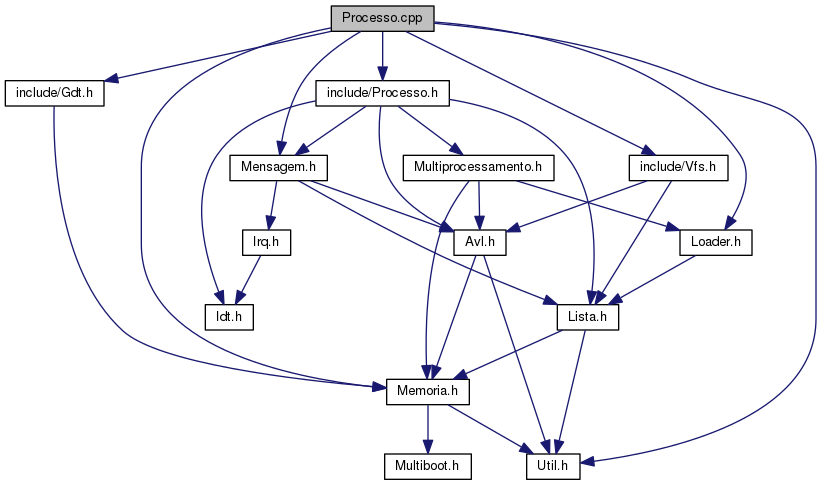 Processo.cpp
include/Gdt.h
include/Processo.h
Mensagem.h
Multiprocessamento.h
include/Vfs.h
Irq.h
Avl.h
Loader.h
Idt.h
Lista.h
Memoria.h
Multiboot.h
Util.h